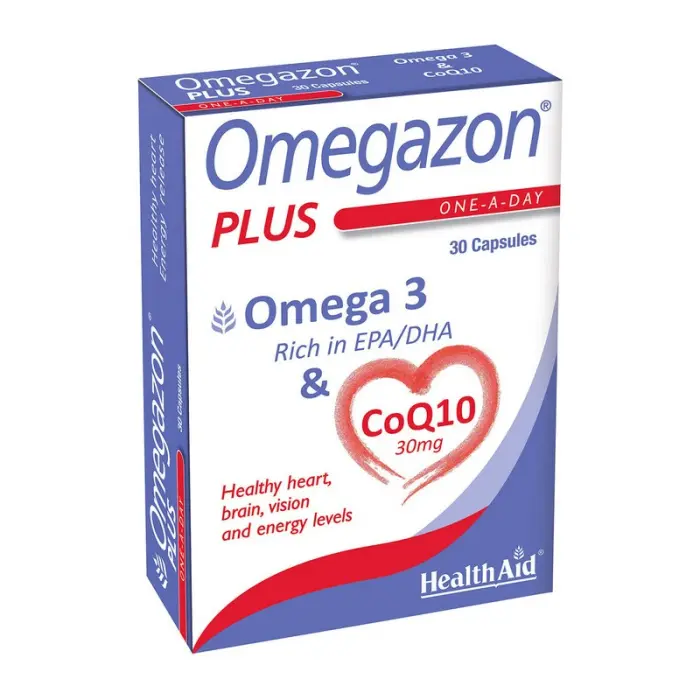 Omegazon®
PLUS
ONE-A-DAY
30 Capsules
Omega 3
&
CoQ10
Omegazon®
PLUS
ONE-A-DAY
30 Capsules
Omega 3
Rich in EPA/DHA
&
CoQ10
30mg
Healthy heart,
brain, vision
and energy levels
HealthAid®
Healthy heart
Energy release
Omegazon®
PLUS
ONE-A-DAY
30 Capsules